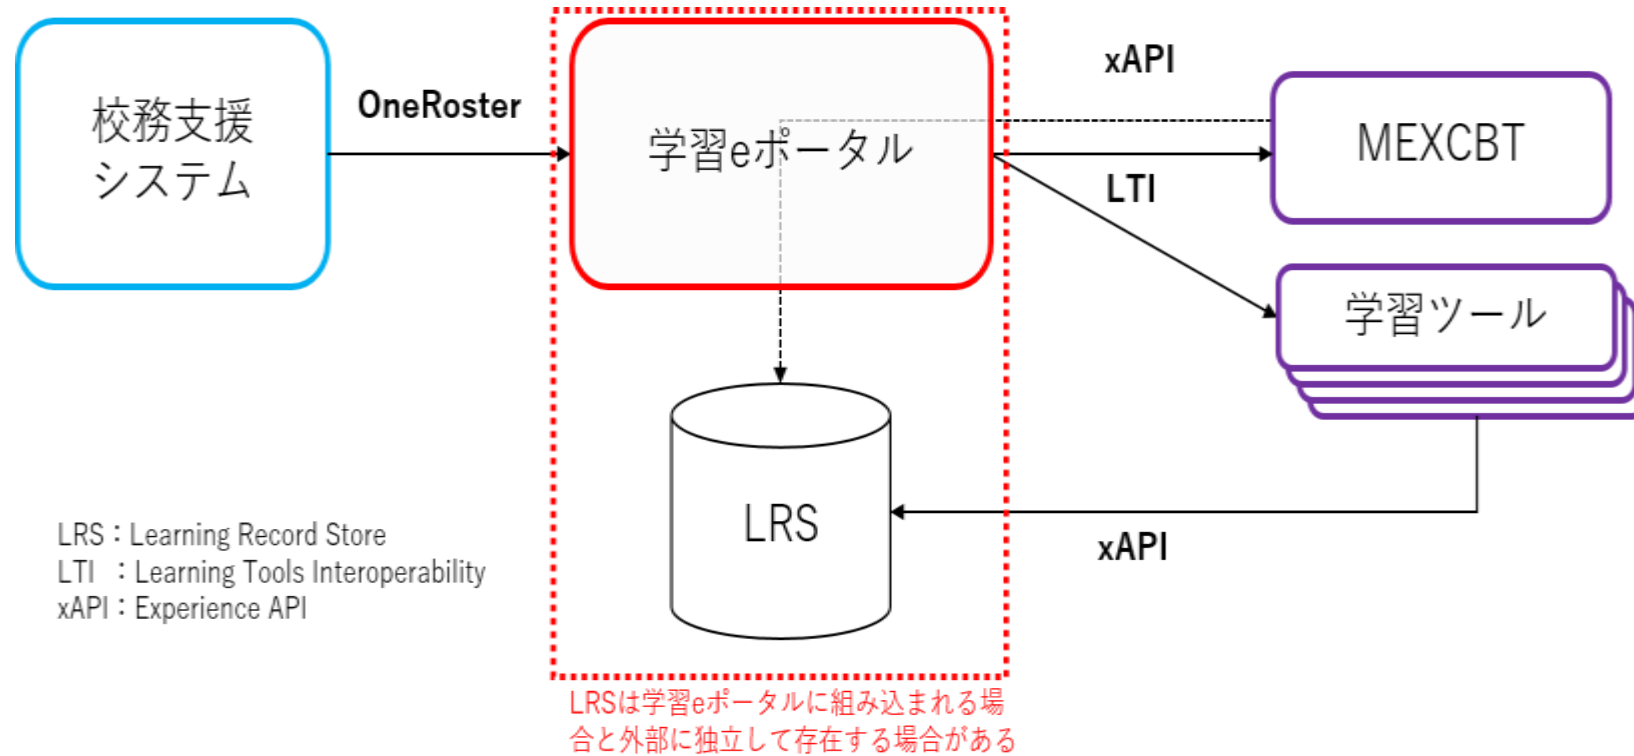 校務支援
システム
OneRoster
学習eポータル
xAPI
MEXCBT
LTI
学習ツール
LRS
xAPI
LRS：Learning Record Store
LTI ：Learning Tools Interoperability
xAPI：Experience API
LRSは学習eポータルに組み込まれる場
合と外部に独立して存在する場合がある